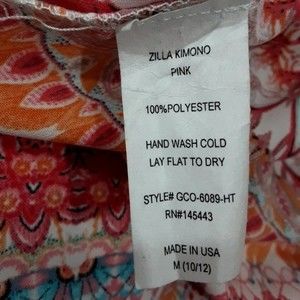 ZILLA KIMONO
PINK
100%POLYESTER
HAND WASH COLD
LAY FLAT TO DRY
STYLE# GCO-6089-HT
RN#145443
MADE IN USA
M (10/12)